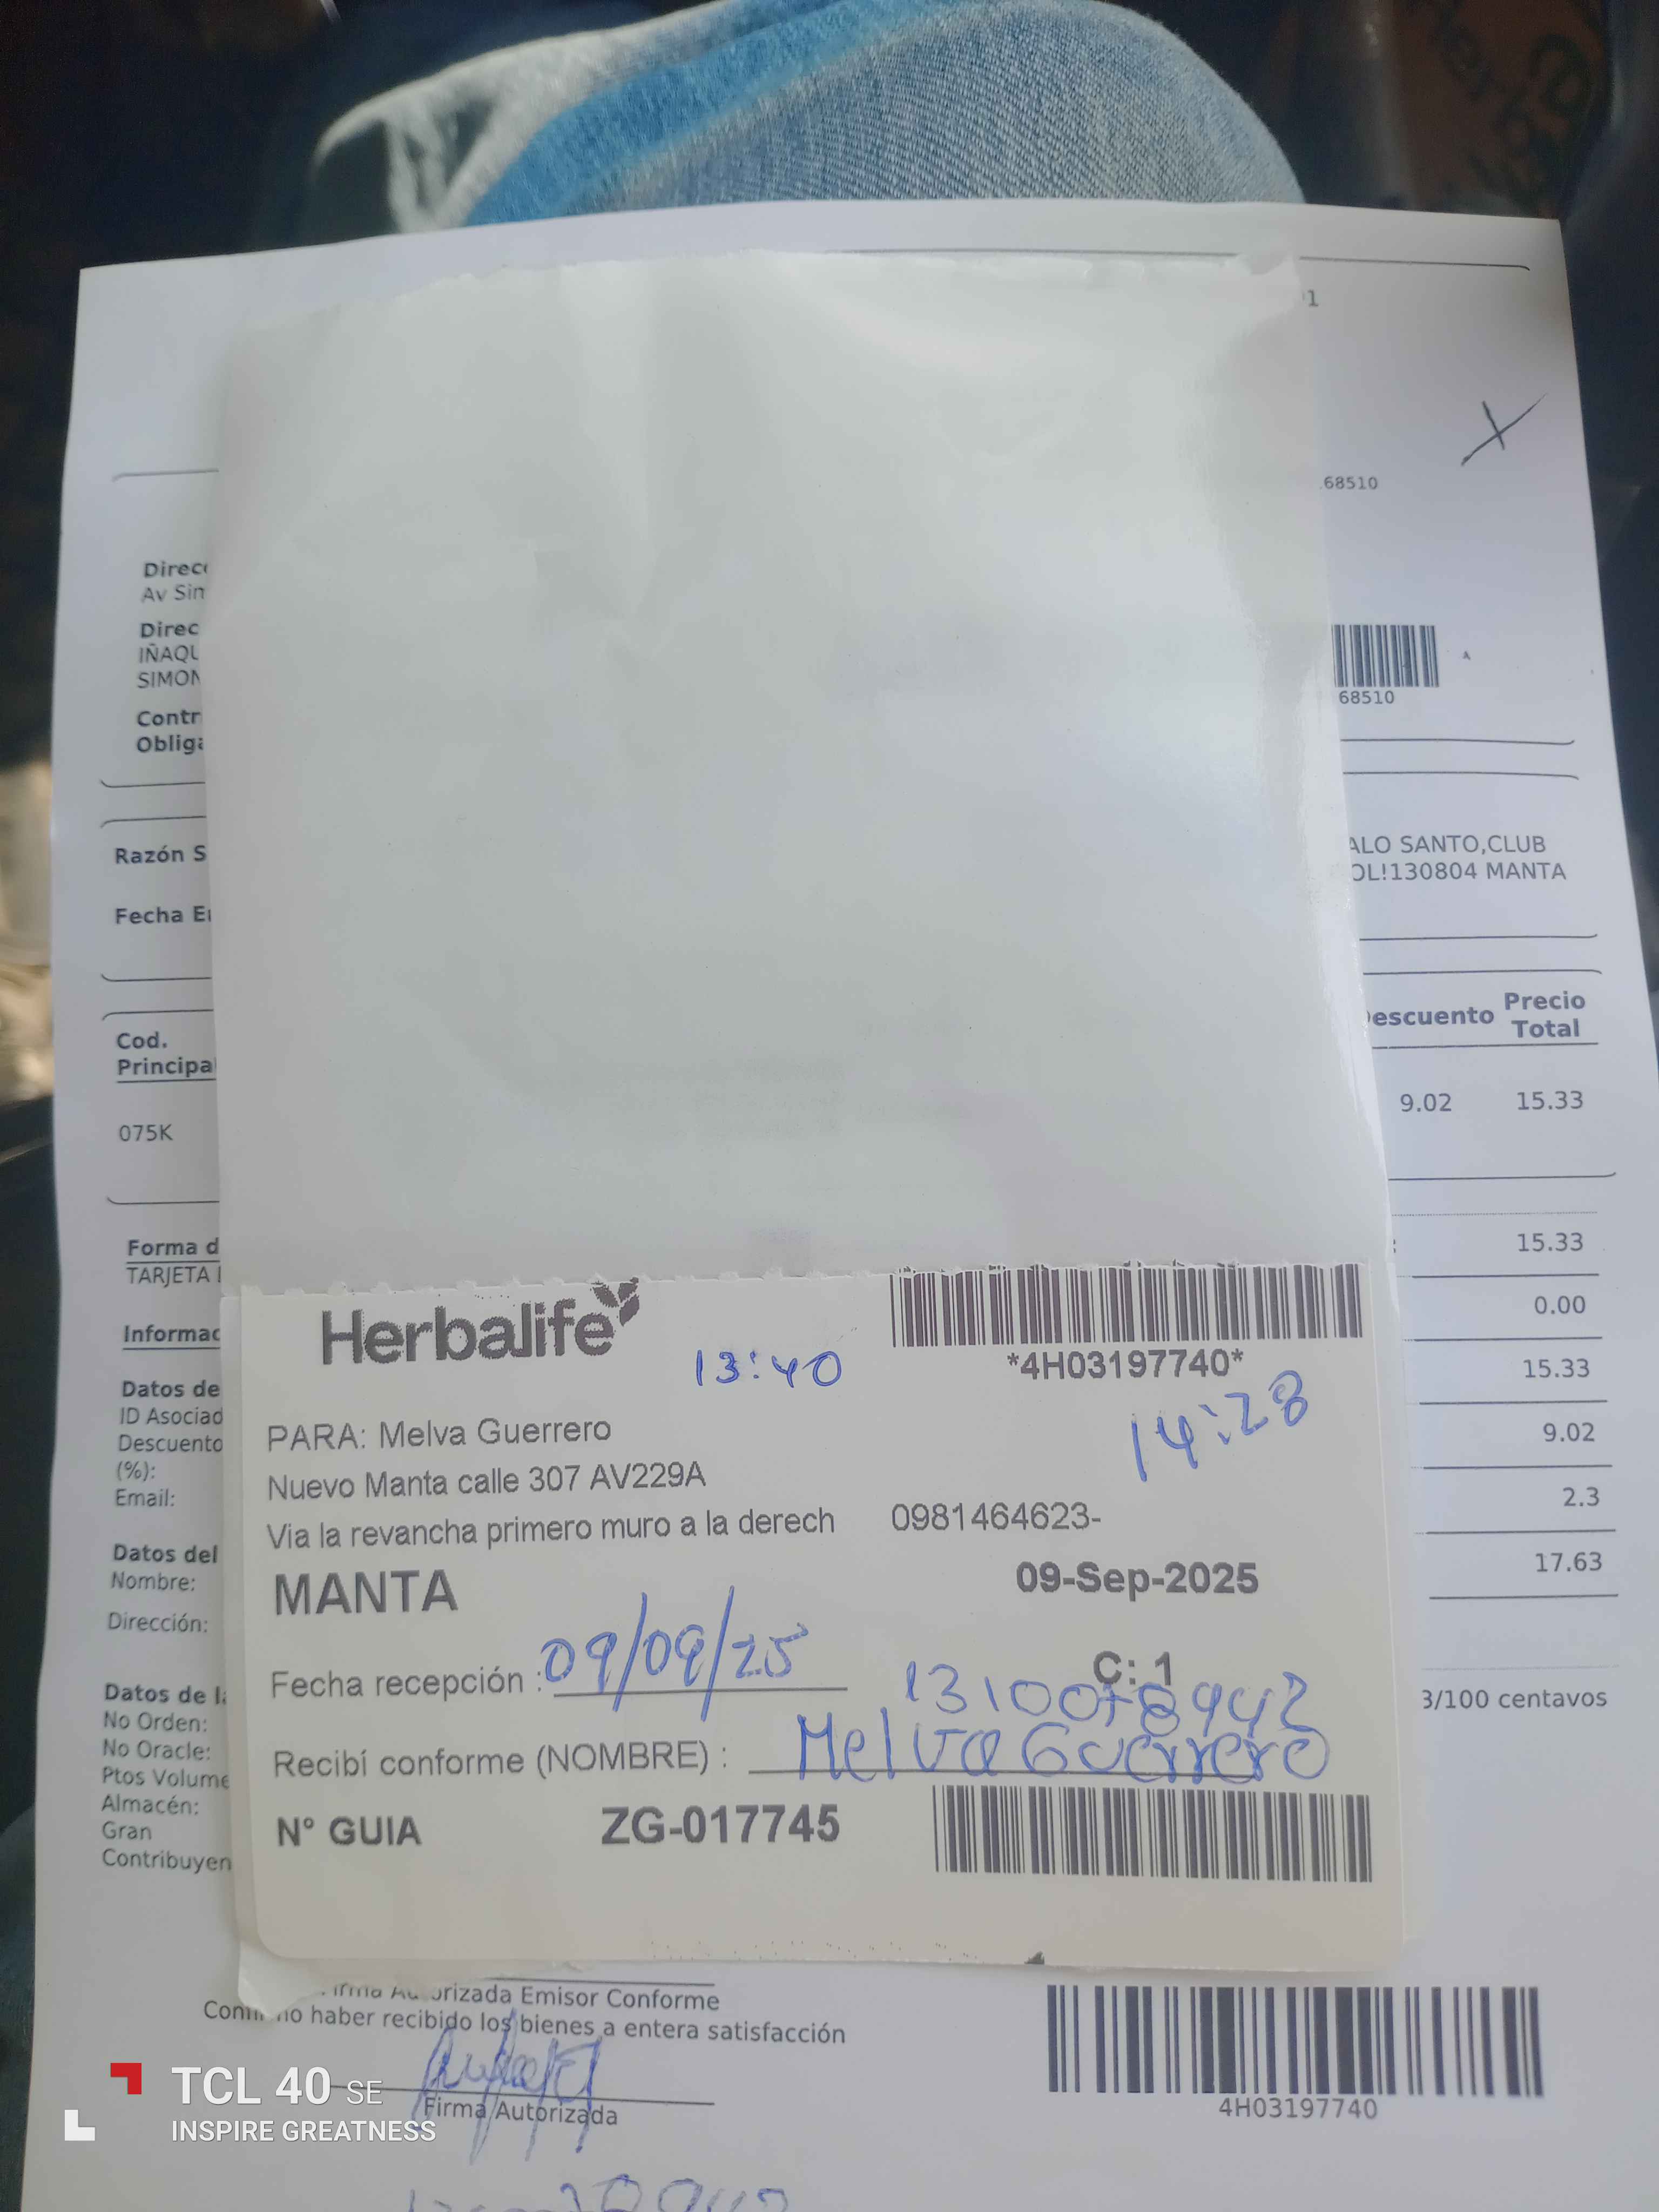 91
68510
Direc
Av Sin
Direc
IÑAQU
SIMON
68510
Contr
Obliga
Razón S
ALO SANTO,CLUB
OL!130804 MANTA
Fecha E
Cod.
Principa
escuento
Precio
Total
075K
9.02 15.33
Forma d
TARJETA
15.33
0.00
Informac
15.33
Datos de
ID Asociad
Descuento
(%):
Email:
9.02
2.3
Datos del
Nombre:
17.63
Dirección:
Datos de l
No Orden:
No Oracle:
Ptos Volume
Almacén:
Gran
Contribuyen
3/100 centavos
Herbalife
13:40
*4H03197740*
14:28
PARA: Melva Guerrero
Nuevo Manta calle 307 AV229A
Via la revancha primero muro a la derech 0981464623-
MANTA
09-Sep-2025
C: 1
Fecha recepción : 09/09/25
Recibí conforme (NOMBRE) : Melva Guerrero
N° GUIA ZG-017745
orizada Emisor Conforme
haber recibido los bienes a entera satisfacción
Firma Autorizada
4H03197740
TCL 40 SE
INSPIRE GREATNESS